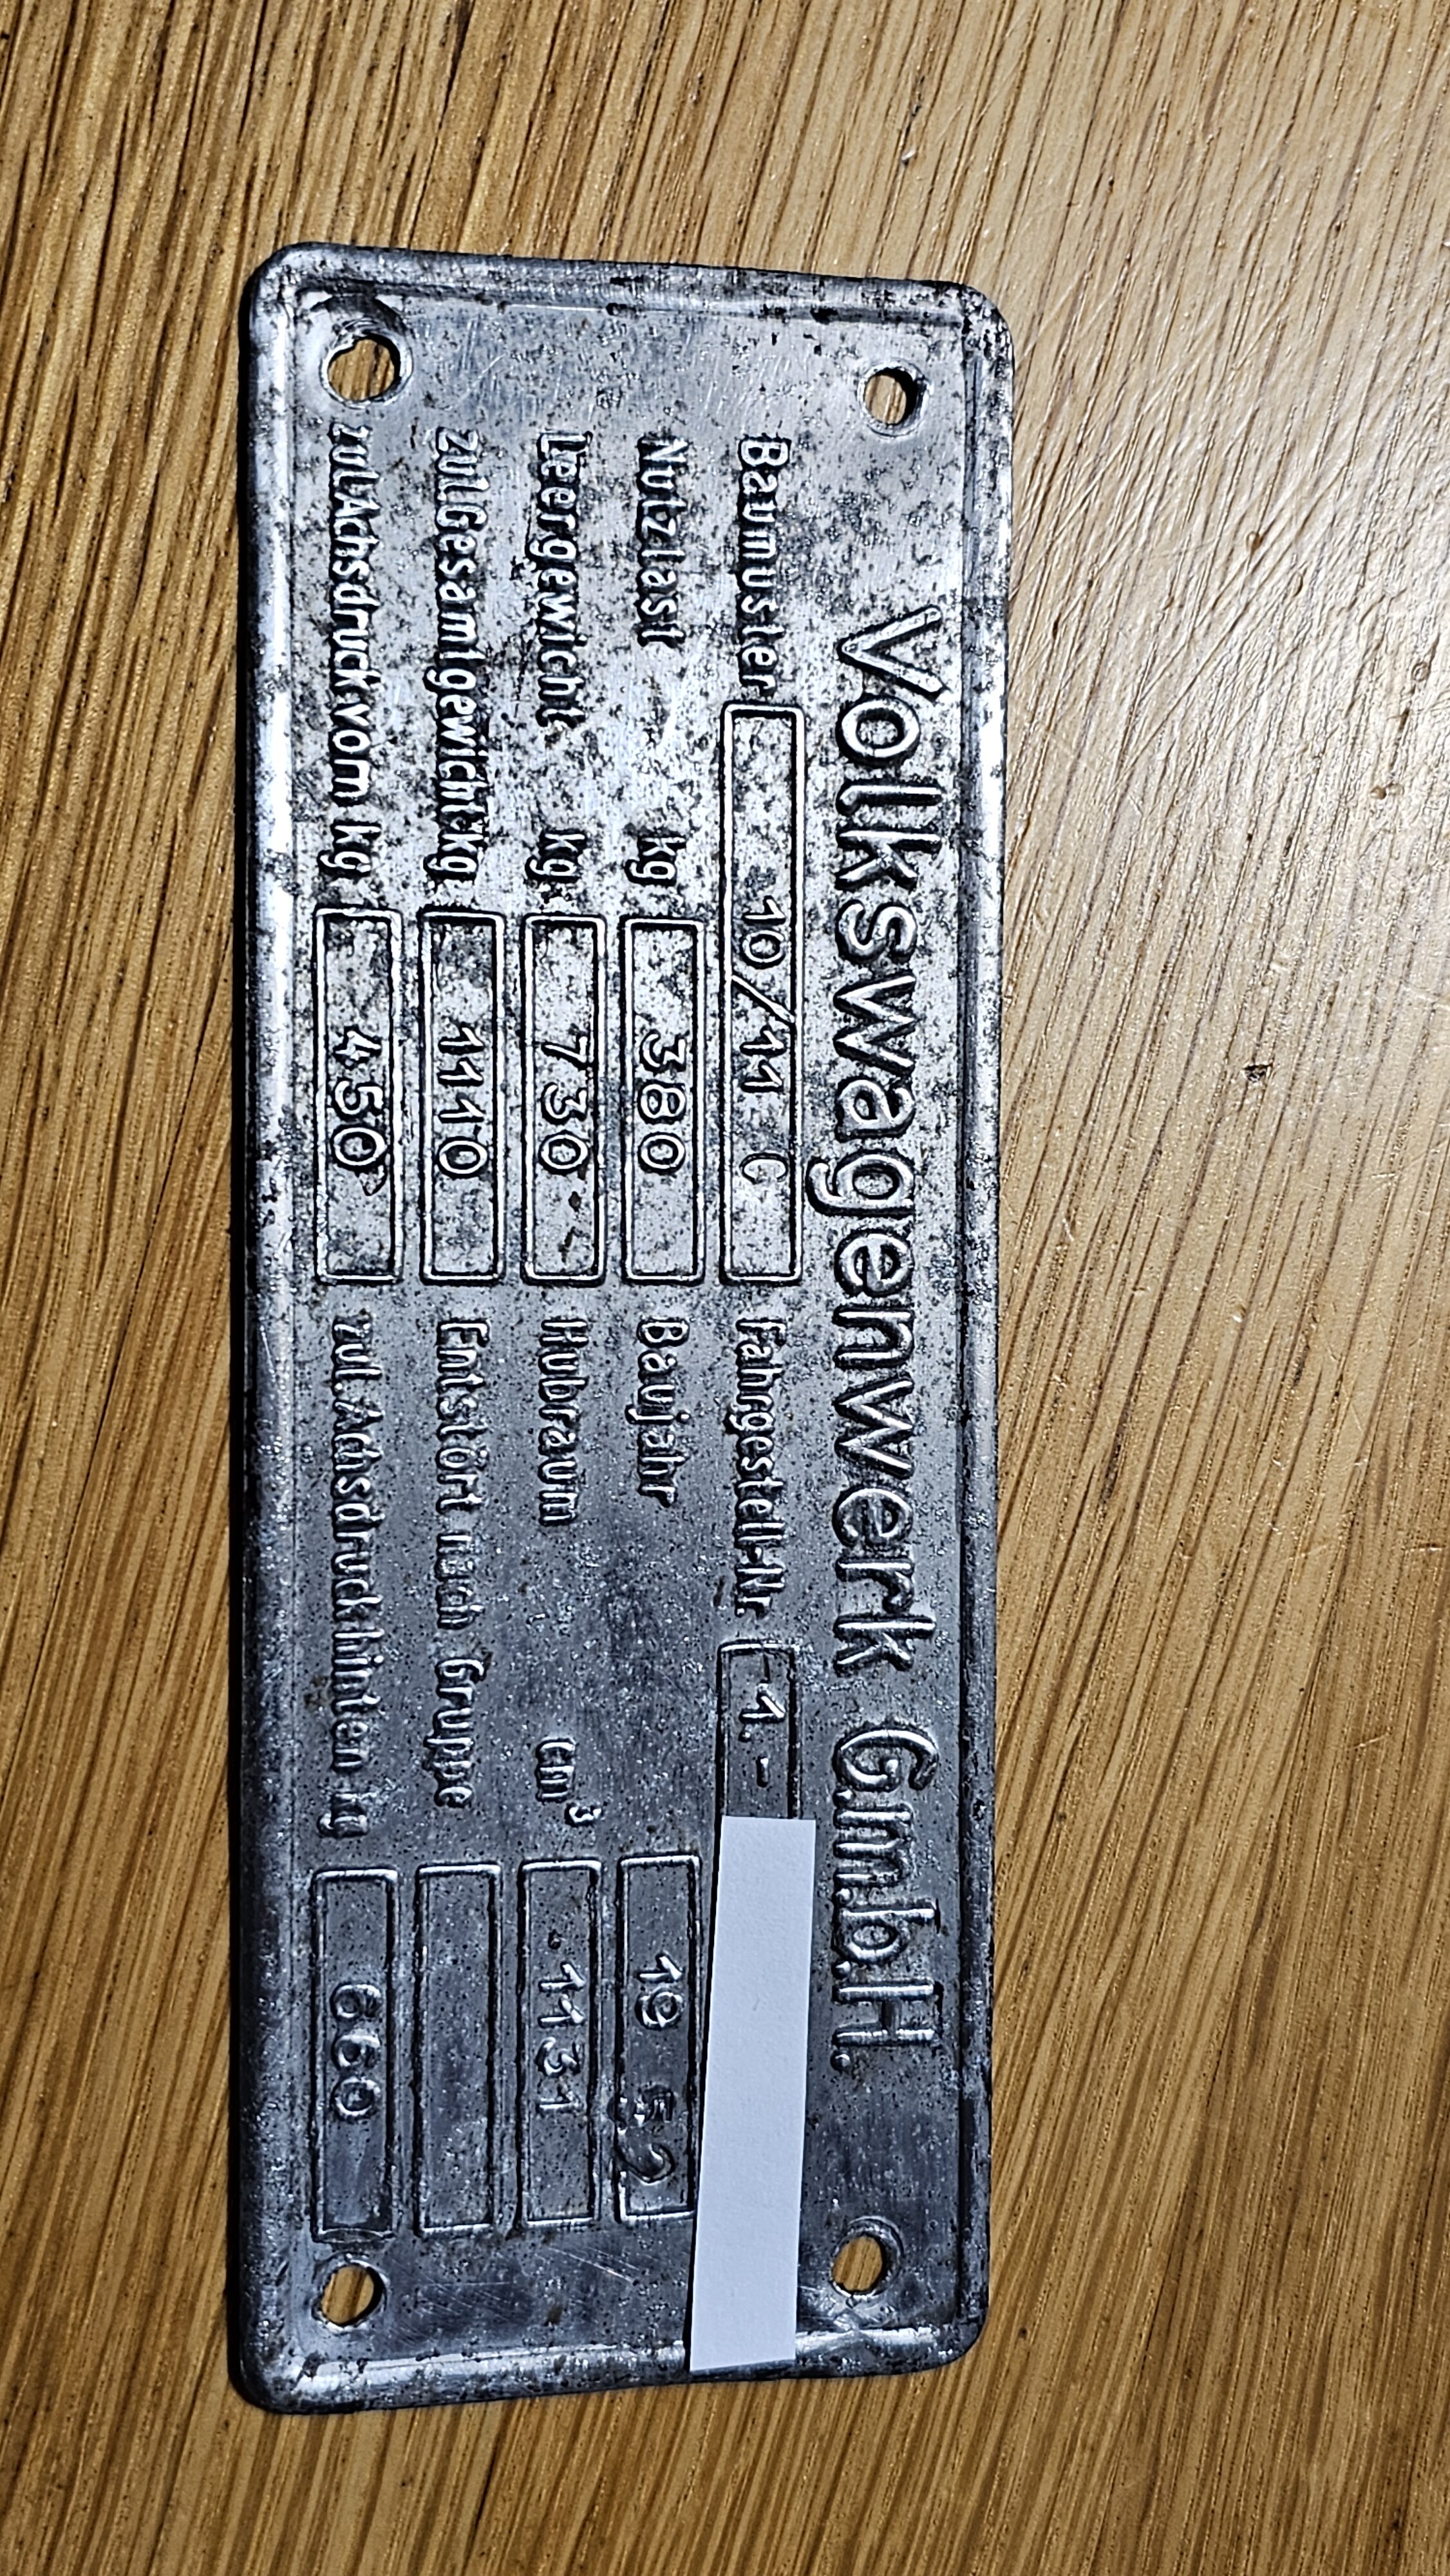 Volkswagenwerk G.m.b.H.
Baumuster 10/11 C Fahrgestell-Nr. 1.-
Nutzlast kg 380 Baujahr 19 52
Leergewicht kg 730 Hubraum cm³ 1131
Zul.Gesamtgewicht kg 1110 Entstört nach Gruppe
zul.Achsdruck vorn kg 450 zul.Achsdruck hinten kg 660